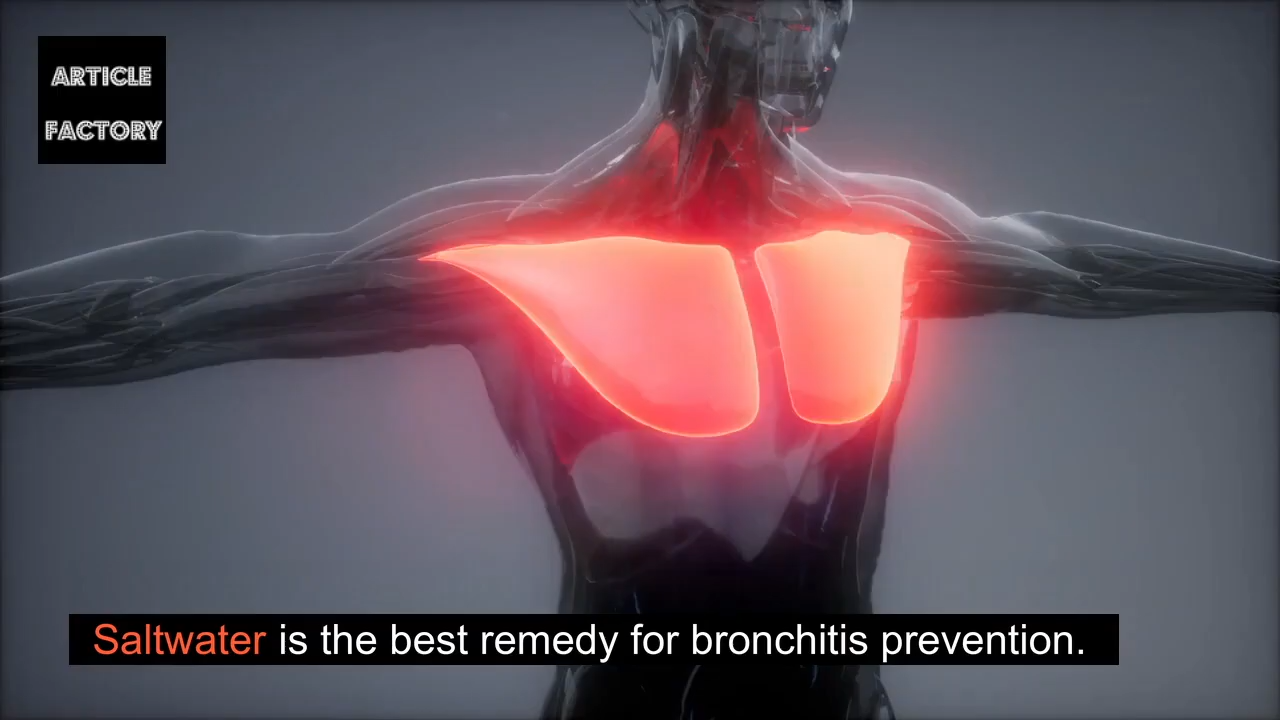 ARTICLE
FACTORY
Saltwater is the best remedy for bronchitis prevention.